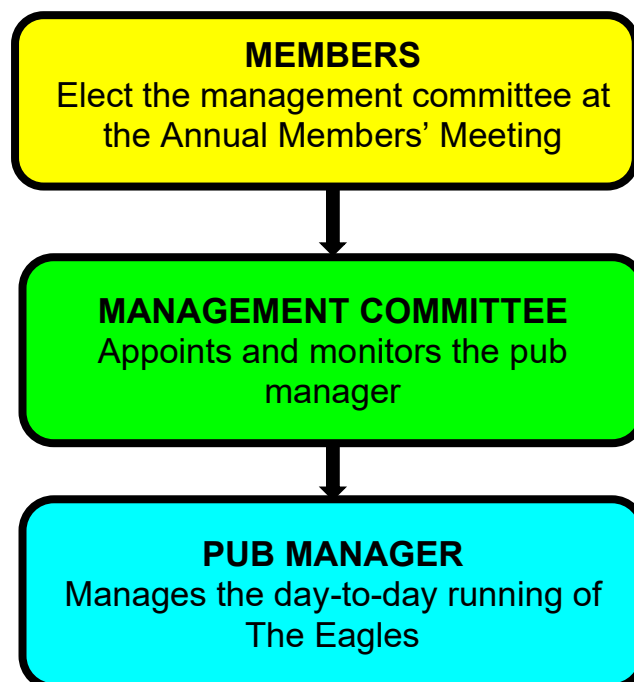 MEMBERS
Elect the management committee at
the Annual Members’ Meeting
MANAGEMENT COMMITTEE
Appoints and monitors the pub
manager
PUB MANAGER
Manages the day-to-day running of
The Eagles